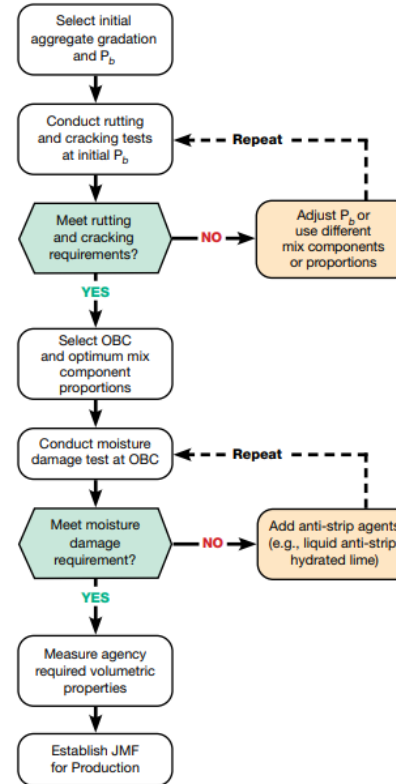 Select initial
aggregate gradation
and Pb
Conduct rutting
and cracking tests
at initial Pb
Repeat
Meet rutting
and cracking
requirements?
NO
Adjust Pb or
use different
mix components
or proportions
YES
Select OBC
and optimum mix
component
proportions
Conduct moisture
damage test at OBC
Repeat
Meet moisture
damage
requirement?
NO
Add anti-strip agents
(e.g., liquid anti-strip
hydrated lime)
YES
Measure agency
required volumetric
properties
Establish JMF
for Production